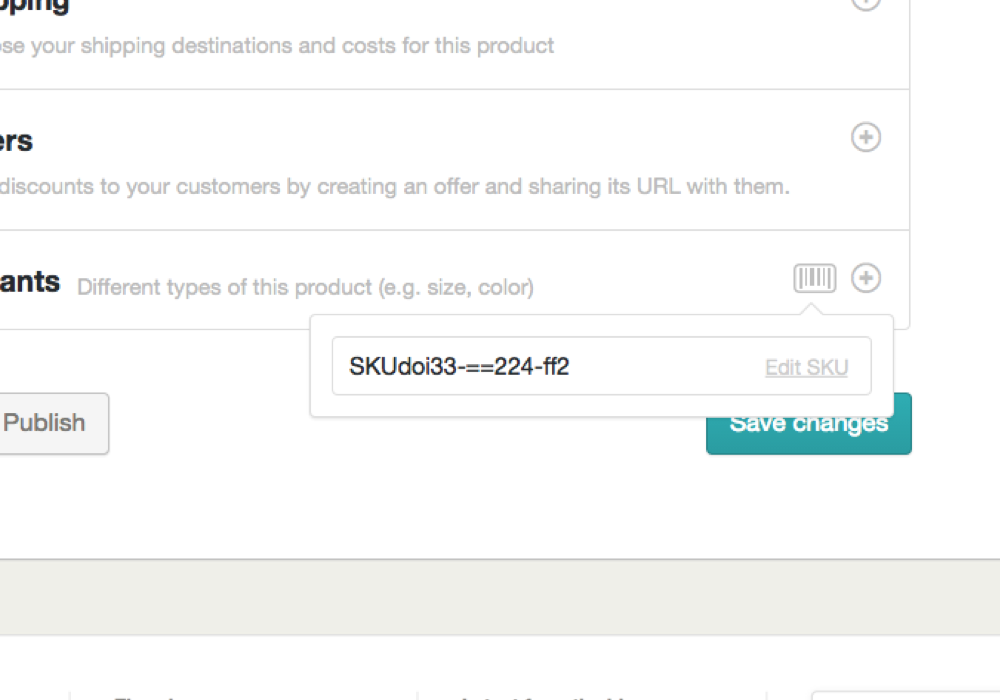 pping
se your shipping destinations and costs for this product
ers
discounts to your customers by creating an offer and sharing its URL with them.
ants Different types of this product (e.g. size, color)
SKUdoi33-==224-ff2 Edit SKU
Publish Save changes